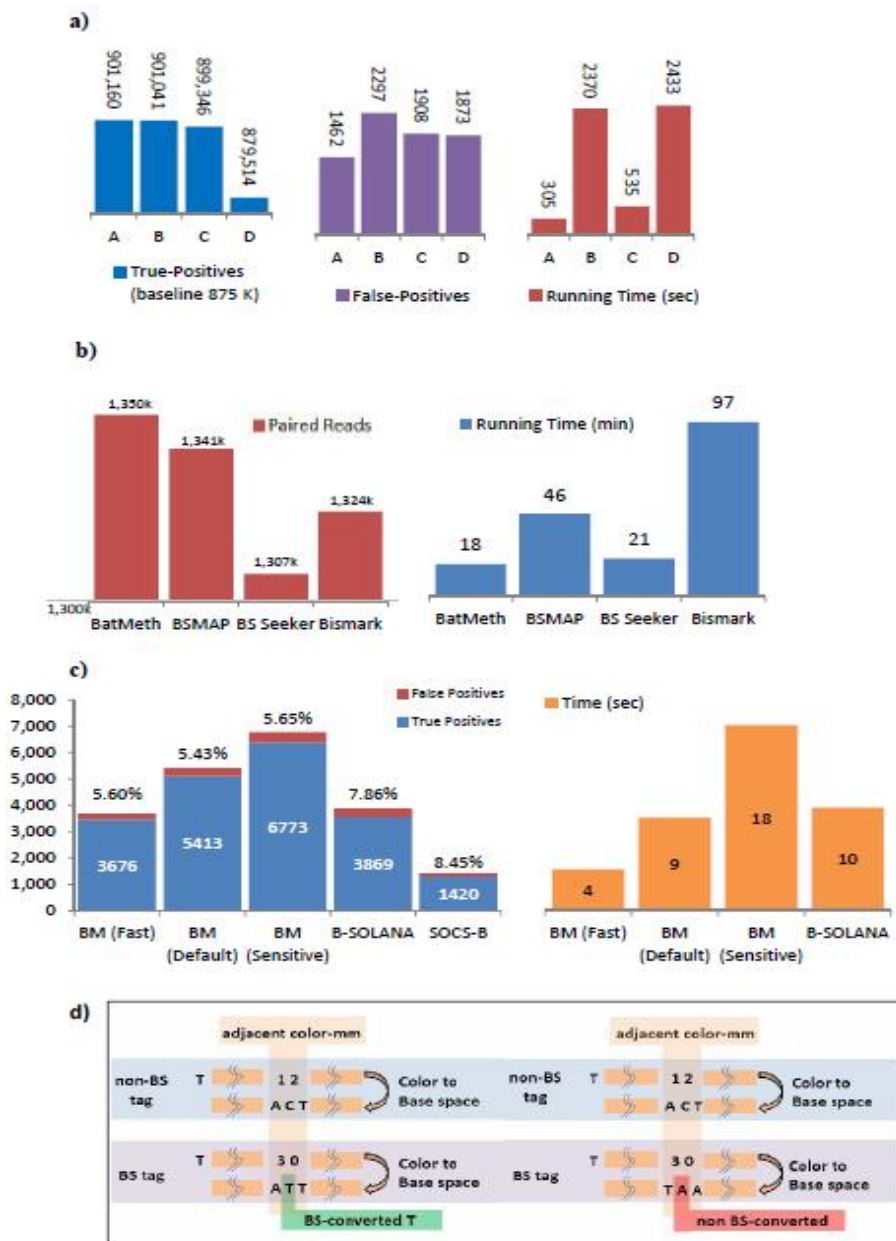 a)
901,160
901,041
899,346
879,514
A B C D
True-Positives
(baseline 875 K)
1462
2297
1908
1873
A B C D
False-Positives
305
2370
535
2433
A B C D
Running Time (sec)
b)
1,350k
1,341k
1,307k
1,324k
Paired Reads
1,300k
BatMeth BSMAP BS Seeker Bismark
Running Time (min)
18
46
21
97
BatMeth BSMAP BS Seeker Bismark
c)
8,000
7,000
6,000
5,000
4,000
3,000
2,000
1,000
0
False Positives
True Positives
5.60%
5.43%
5.65%
7.86%
8.45%
3676
5413
6773
3869
1420
BM (Fast) BM BM B-SOLANA SOCS-B
(Default) (Sensitive)
Time (sec)
4
9
18
10
BM (Fast) BM BM B-SOLANA
(Default) (Sensitive)
d)
adjacent color-mm
non-BS
tag
T
1 2
A C T
Color to
Base space
BS tag
T
3 0
A T T
Color to
Base space
BS-converted T
adjacent color-mm
non-BS
tag
T
1 2
A C T
Color to
Base space
BS tag
T
3 0
T A A
Color to
Base space
non BS-converted